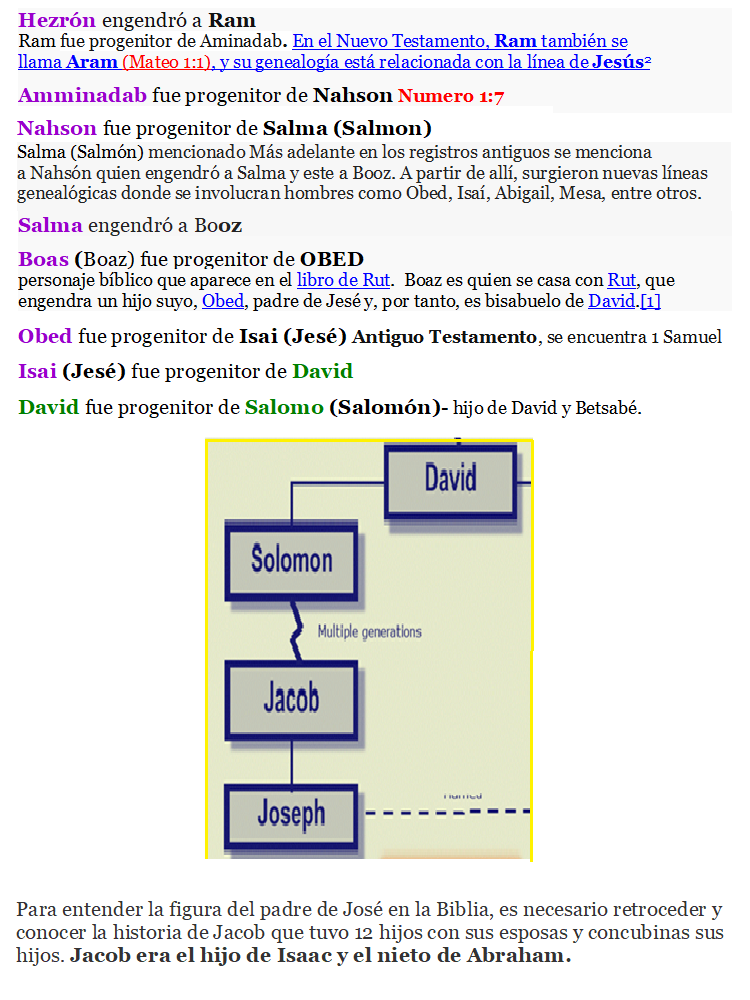 Hezrón engendró a Ram
Ram fue progenitor de Aminadab. En el Nuevo Testamento, Ram también se
llama Aram (Mateo 1:1), y su genealogía está relacionada con la línea de Jesús²
Amminadab fue progenitor de Nahson Numero 1:7
Nahson fue progenitor de Salma (Salmon)
Salma (Salmón) mencionado Más adelante en los registros antiguos se menciona
a Nahsón quien engendró a Salma y este a Booz. A partir de allí, surgieron nuevas líneas
genealógicas donde se involucran hombres como Obed, Isaí, Abigail, Mesa, entre otros.
Salma engendró a Booz
Boas (Boaz) fue progenitor de OBED
personaje bíblico que aparece en el libro de Rut. Boaz es quien se casa con Rut, que
engendra un hijo suyo, Obed, padre de Jesé y, por tanto, es bisabuelo de David.[1]
Obed fue progenitor de Isai (Jesé) Antiguo Testamento, se encuentra 1 Samuel
Isai (Jesé) fue progenitor de David
David fue progenitor de Salomo (Salomón)- hijo de David y Betsabé.
David
Solomon
Multiple generations
Jacob
Joseph
Para entender la figura del padre de José en la Biblia, es necesario retroceder y
conocer la historia de Jacob que tuvo 12 hijos con sus esposas y concubinas sus
hijos. Jacob era el hijo de Isaac y el nieto de Abraham.